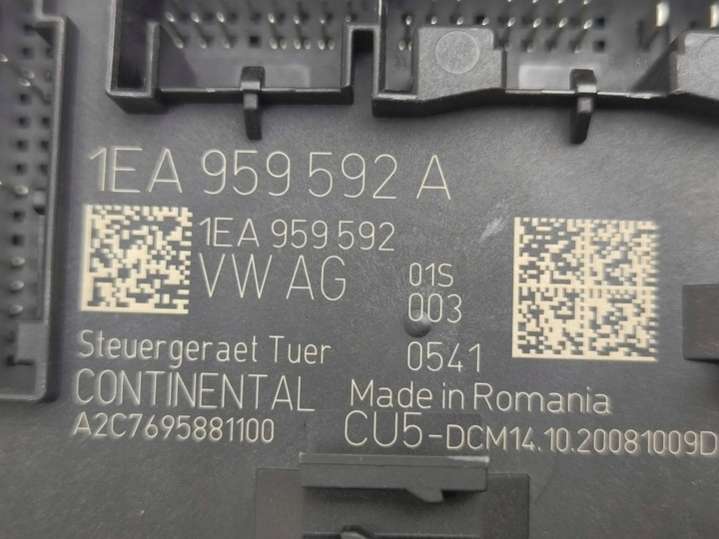 1EA 959 592 A
1EA 959 592
VW AG 01S
003
Steuergeraet Tuer 0541
CONTINENTAL Made in Romania
A2C7695881100 CU5-DCM14.10.20081009D